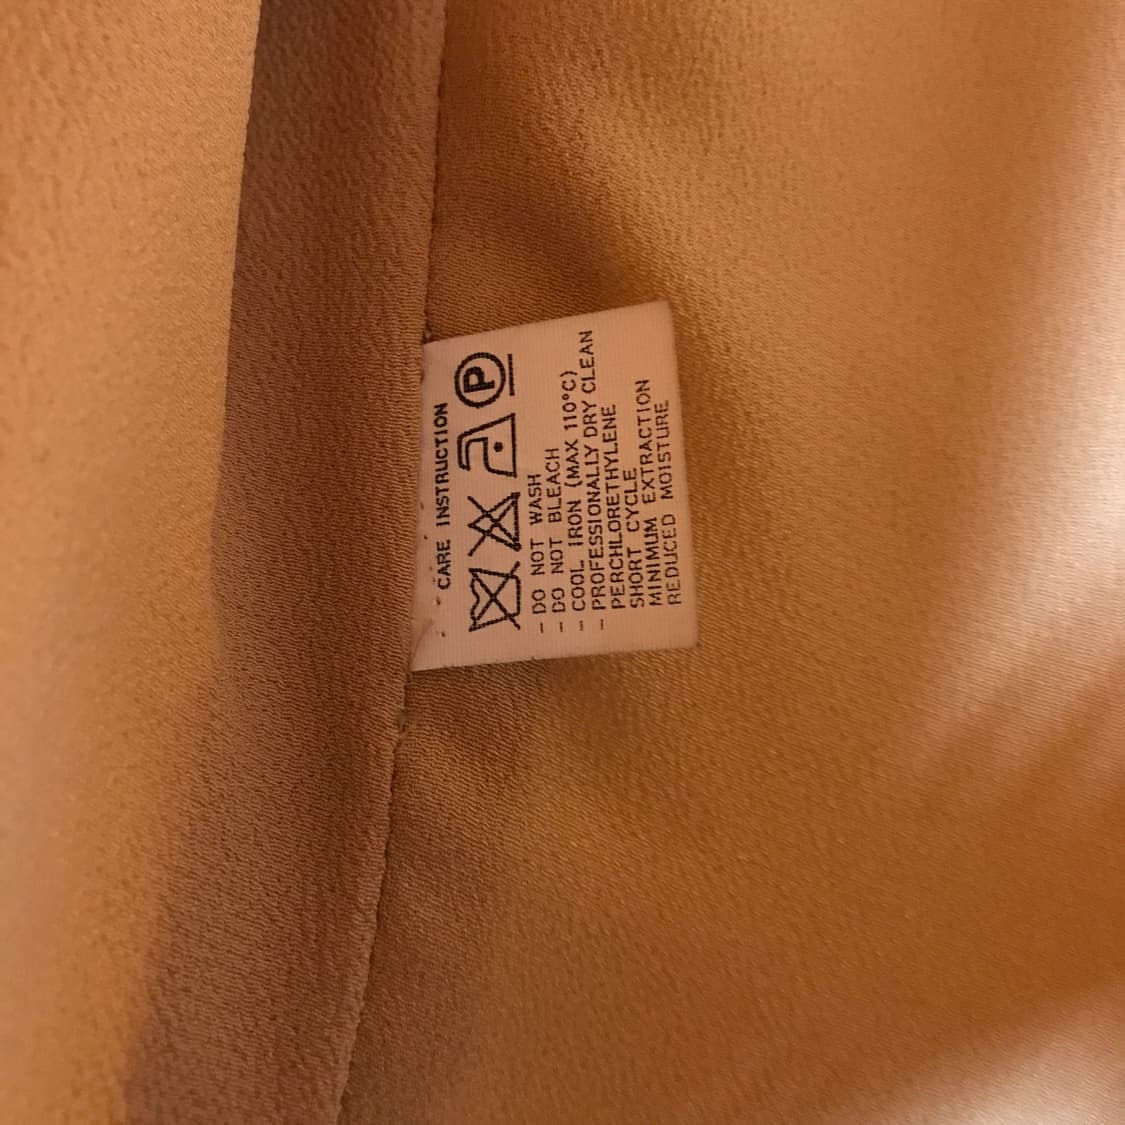 CARE INSTRUCTION
P
- DO NOT WASH
- DO NOT BLEACH
- COOL IRON (MAX 110°C)
- PROFESSIONALLY DRY CLEAN
PERCHLORETHYLENE
SHORT CYCLE
MINIMUM EXTRACTION
REDUCED MOISTURE